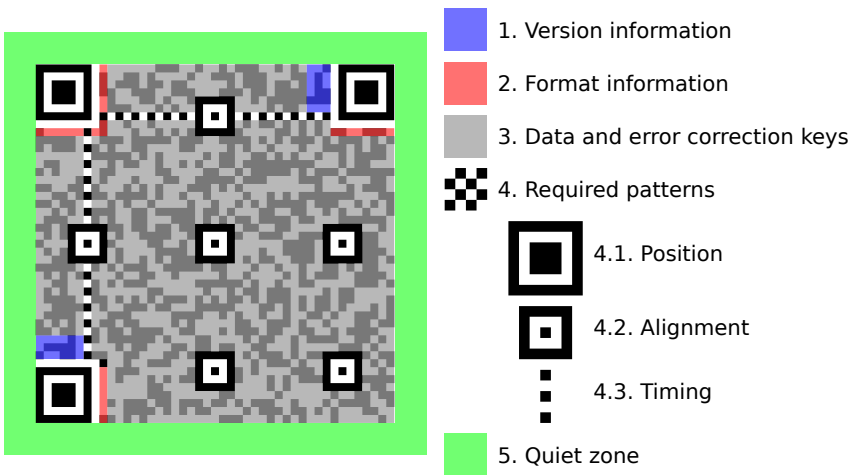 1. Version information
2. Format information
3. Data and error correction keys
4. Required patterns
4.1. Position
4.2. Alignment
4.3. Timing
5. Quiet zone